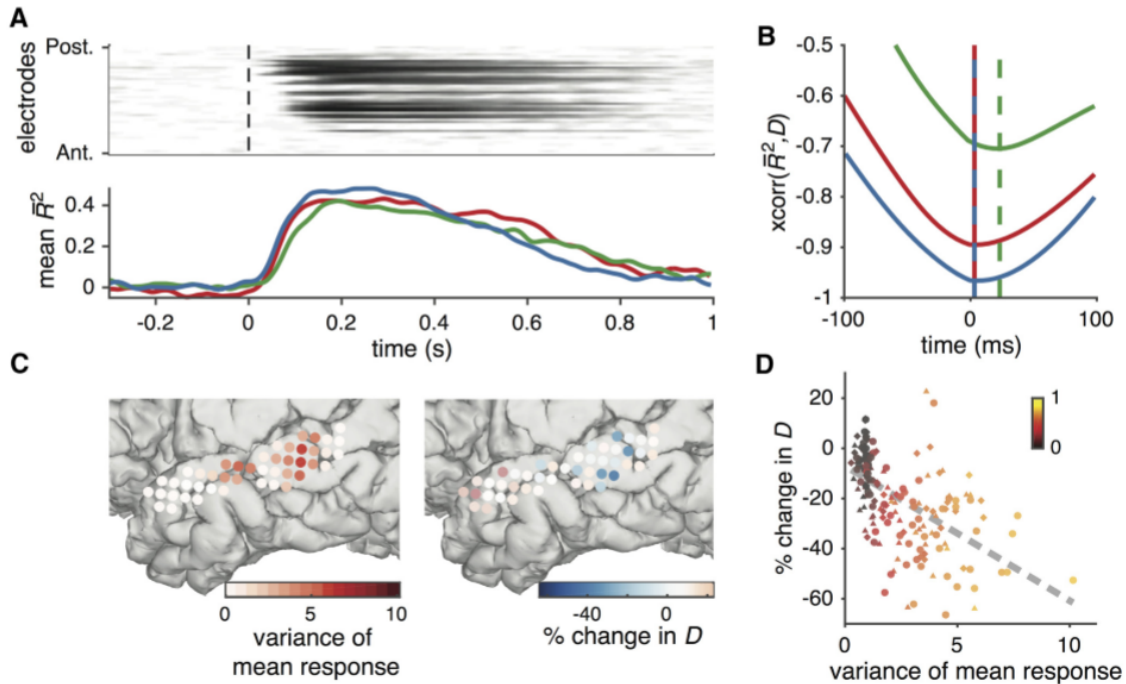 A
Post.
electrodes
Ant.
mean R̄²
0.4
0.2
0
-0.2 0 0.2 0.4 0.6 0.8 1
time (s)
B
-0.5
-0.6
-0.7
-0.8
-0.9
-1
xcorr(R̄²,D)
-100 0 100
time (ms)
C
0 5 10
variance of
mean response
-40 0
% change in D
D
20
0
-20
-40
-60
% change in D
1
0
0 5 10
variance of mean response